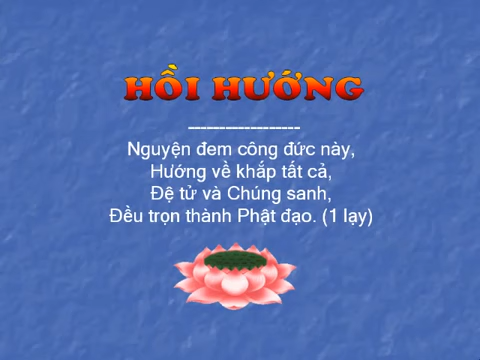 HỒI HƯỚNG
--------------------
Nguyện đem công đức này,
Hướng về khắp tất cả,
Đệ tử và Chúng sanh,
Đều trọn thành Phật đạo. (1 lạy)